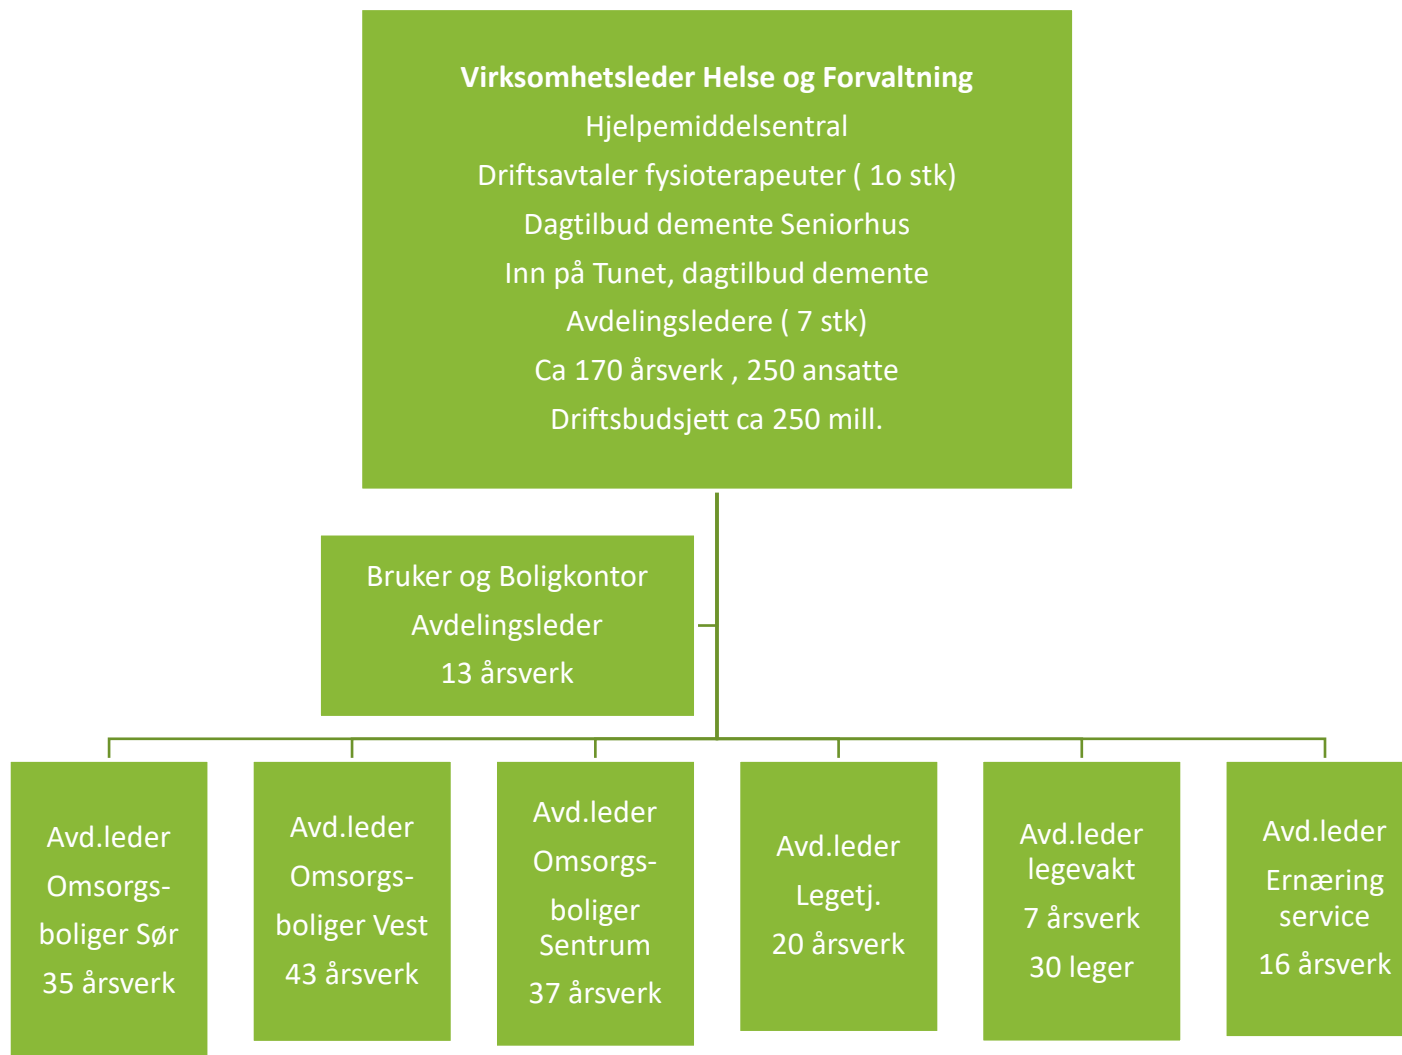 Virksomhetsleder Helse og Forvaltning
Hjelpemiddelsentral
Driftsavtaler fysioterapeuter ( 1o stk)
Dagtilbud demente Seniorhus
Inn på Tunet, dagtilbud demente
Avdelingsledere ( 7 stk)
Ca 170 årsverk , 250 ansatte
Driftsbudsjett ca 250 mill.
Bruker og Boligkontor
Avdelingsleder
13 årsverk
Avd.leder
Omsorgs-
boliger Sør
35 årsverk
Avd.leder
Omsorgs-
boliger Vest
43 årsverk
Avd.leder
Omsorgs-
boliger
Sentrum
37 årsverk
Avd.leder
Legetj.
20 årsverk
Avd.leder
legevakt
7 årsverk
30 leger
Avd.leder
Ernæring
service
16 årsverk